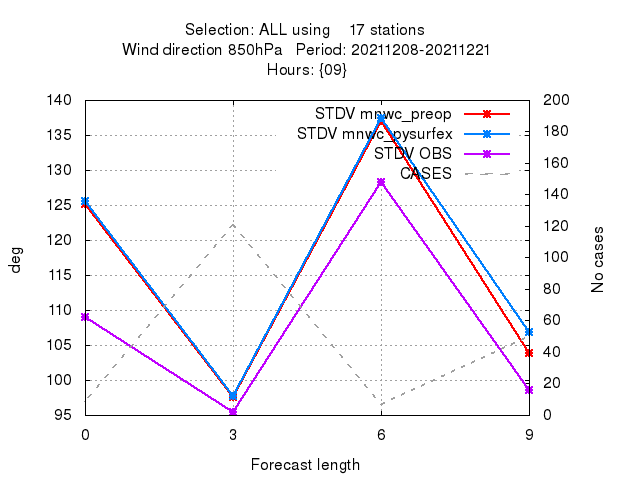 Selection: ALL using 17 stations
Wind direction 850hPa Period: 20211208-20211221
Hours: {09}
STDV mnwc_preop
STDV mnwc_pysurfex
STDV OBS
CASES
deg
140
135
130
125
120
115
110
105
100
95
200
180
160
140
120
100
80
60
40
20
0
No cases
0 3 6 9
Forecast length